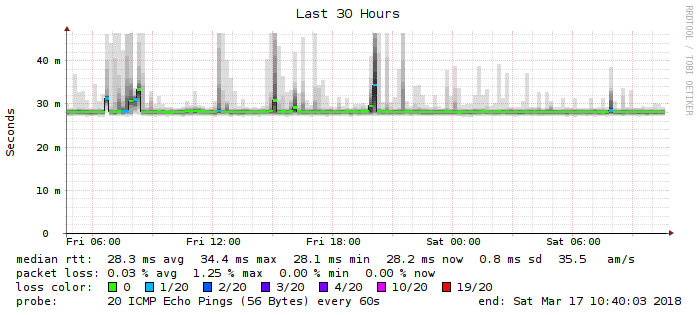 Last 30 Hours
RRDTOOL / TOBI OETIKER
Seconds
40 m
30 m
20 m
10 m
0
Fri 06:00 Fri 12:00 Fri 18:00 Sat 00:00 Sat 06:00
median rtt: 28.3 ms avg 34.4 ms max 28.1 ms min 28.2 ms now 0.8 ms sd 35.5 am/s
packet loss: 0.03 % avg 1.25 % max 0.00 % min 0.00 % now
loss color: 0 1/20 2/20 3/20 4/20 10/20 19/20
probe: 20 ICMP Echo Pings (56 Bytes) every 60s end: Sat Mar 17 10:40:03 2018